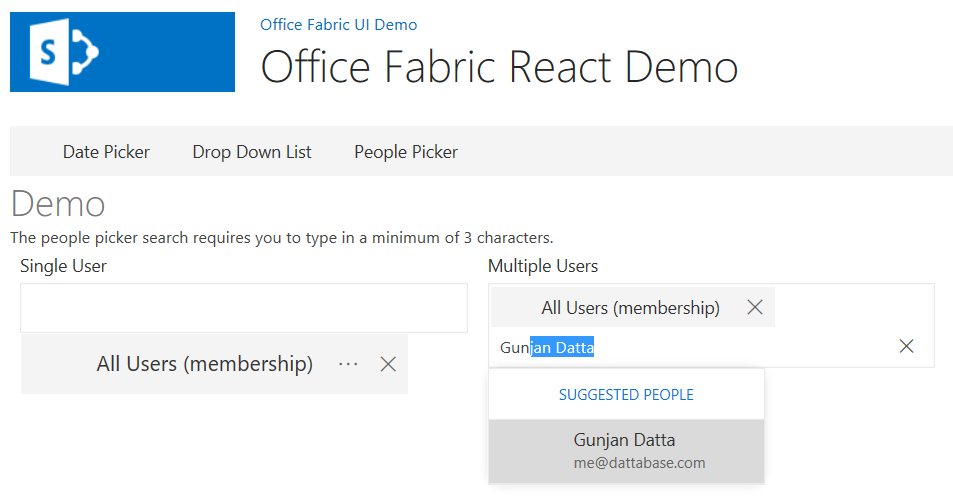 S
Office Fabric UI Demo
Office Fabric React Demo
Date Picker Drop Down List People Picker
Demo
The people picker search requires you to type in a minimum of 3 characters.
Single User
All Users (membership) ...
Multiple Users
All Users (membership)
Gunjan Datta
SUGGESTED PEOPLE
Gunjan Datta
me@dattabase.com